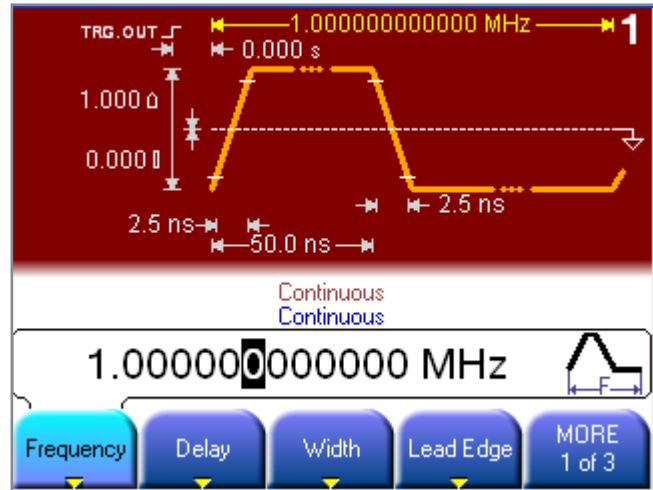 TRG.OUT
1.000000000000 MHz
1
0.000 s
1.000
0.000
2.5 ns
2.5 ns
50.0 ns
Continuous
Continuous
1.000000000000 MHz
F
Frequency
Delay
Width
Lead Edge
MORE
1 of 3